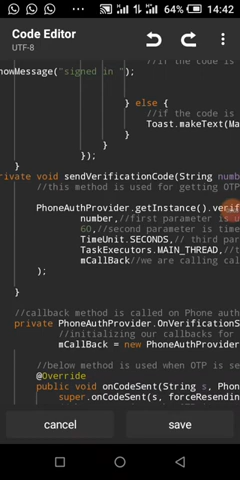 64% 14:42
Code Editor
UTF-8
//if the code is
nowMessage("signed in ");
} else {
//if the code is
Toast.makeText(Ma
}
}
});
}
rivate void sendVerificationCode(String numb
//this method is used for getting OTP
PhoneAuthProvider.getInstance().verif
number,//first parameter is u
60,//second parameter is time
TimeUnit.SECONDS,// third par
TaskExecutors.MAIN_THREAD,//t
mCallBack//we are calling cal
);
}
//callback method is called on Phone auth
private PhoneAuthProvider.OnVerificationS
//initializing our callbacks for
mCallBack = new PhoneAuthProvider
//below method is used when OTP is se
@Override
public void onCodeSent(String s, Phon
super.onCodeSent(s, forceResendin
cancel save